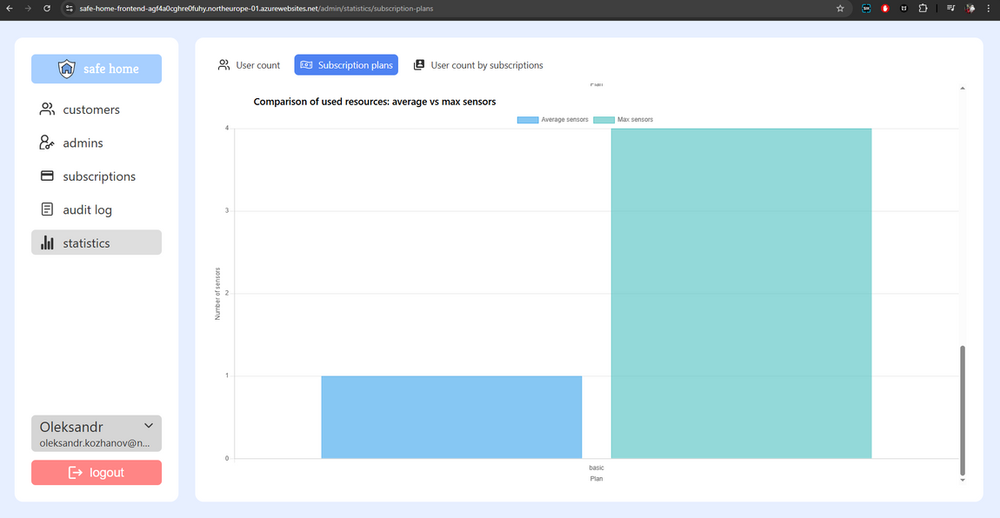 safe-home-frontend-agf4a0cghre0fuhy.northeurope-01.azurewebsites.net/admin/statistics/subscription-plans
safe home
customers
admins
subscriptions
audit log
statistics
Oleksandr
oleksandr.kozhanov@n...
logout
User count
Subscription plans
User count by subscriptions
Plan
Comparison of used resources: average vs max sensors
Average sensors
Max sensors
Number of sensors
4
3
2
1
0
basic
Plan